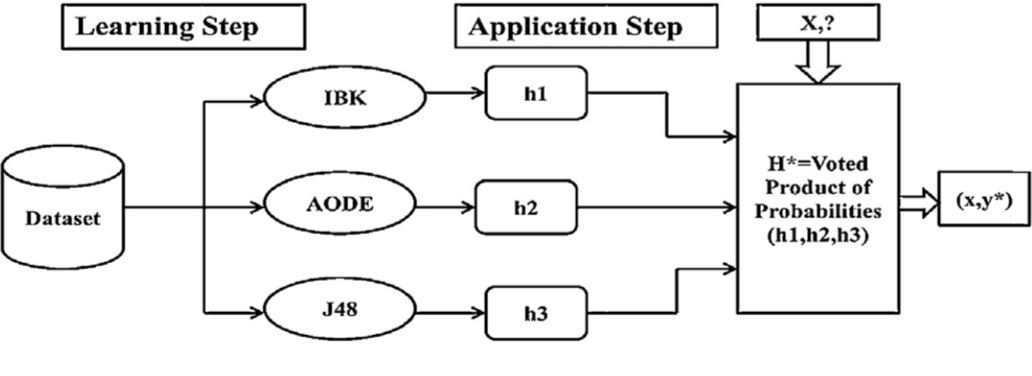 Learning Step
Application Step
X,?
IBK
h1
Dataset
AODE
h2
J48
h3
H*=Voted
Product of
Probabilities
(h1,h2,h3)
(x,y*)